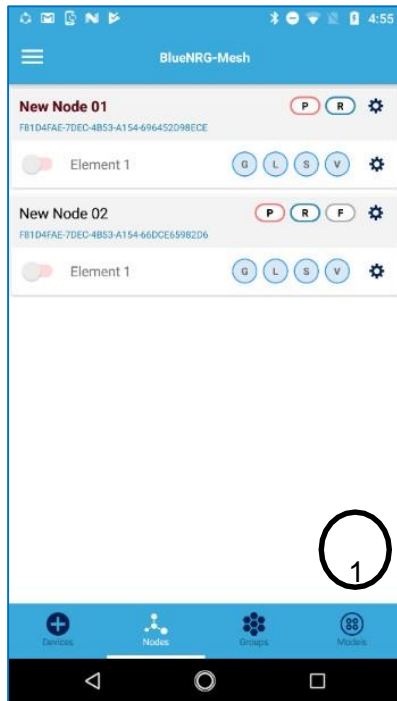 4:55
BlueNRG-Mesh
New Node 01 P R
F81D4FAE-7DEC-4B53-A154-696452D98ECE
Element 1 G L S V
New Node 02 P R F
F81D4FAE-7DEC-4B53-A154-66DCE65982D6
Element 1 G L S V
1
Devices Nodes Groups Models